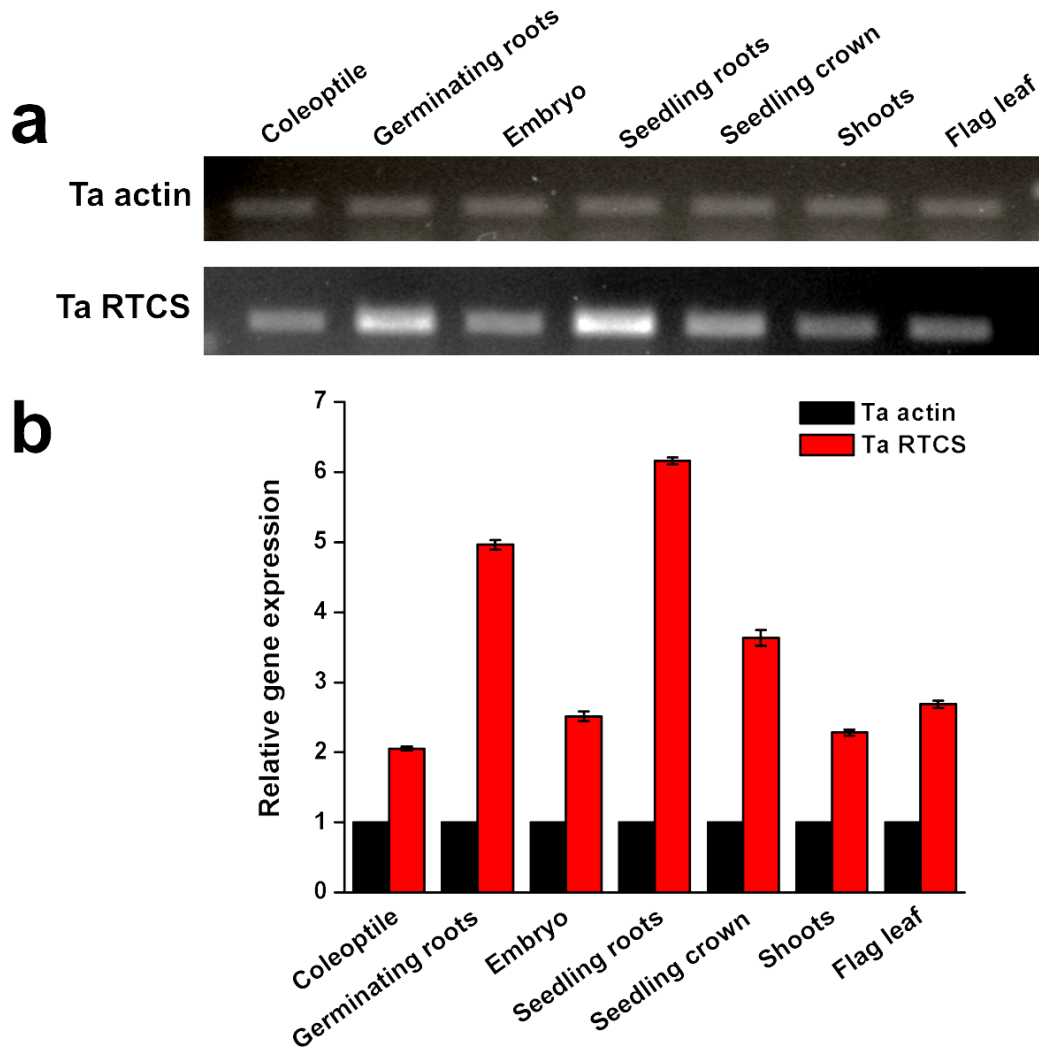 a
Coleoptile
Germinating roots
Embryo
Seedling roots
Seedling crown
Shoots
Flag leaf
Ta actin
Ta RTCS
b
Ta actin
Ta RTCS
Relative gene expression
7
6
5
4
3
2
1
0
Coleoptile
Germinating roots
Embryo
Seedling roots
Seedling crown
Shoots
Flag leaf